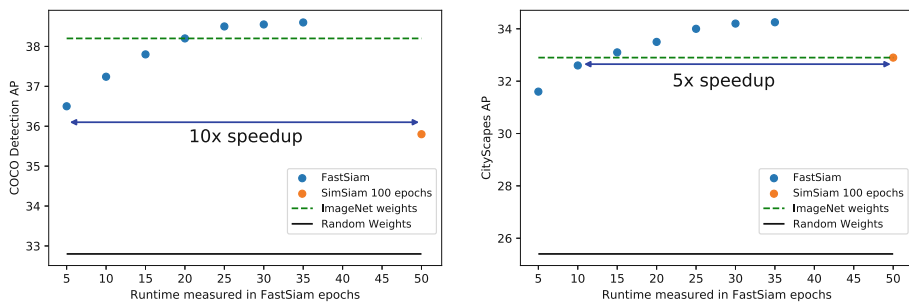 COCO Detection AP
38
37
36
35
34
33
10x speedup
FastSiam
SimSiam 100 epochs
ImageNet weights
Random Weights
5 10 15 20 25 30 35 40 45 50
Runtime measured in FastSiam epochs
CityScapes AP
34
32
30
28
26
5x speedup
FastSiam
SimSiam 100 epochs
ImageNet weights
Random Weights
5 10 15 20 25 30 35 40 45 50
Runtime measured in FastSiam epochs